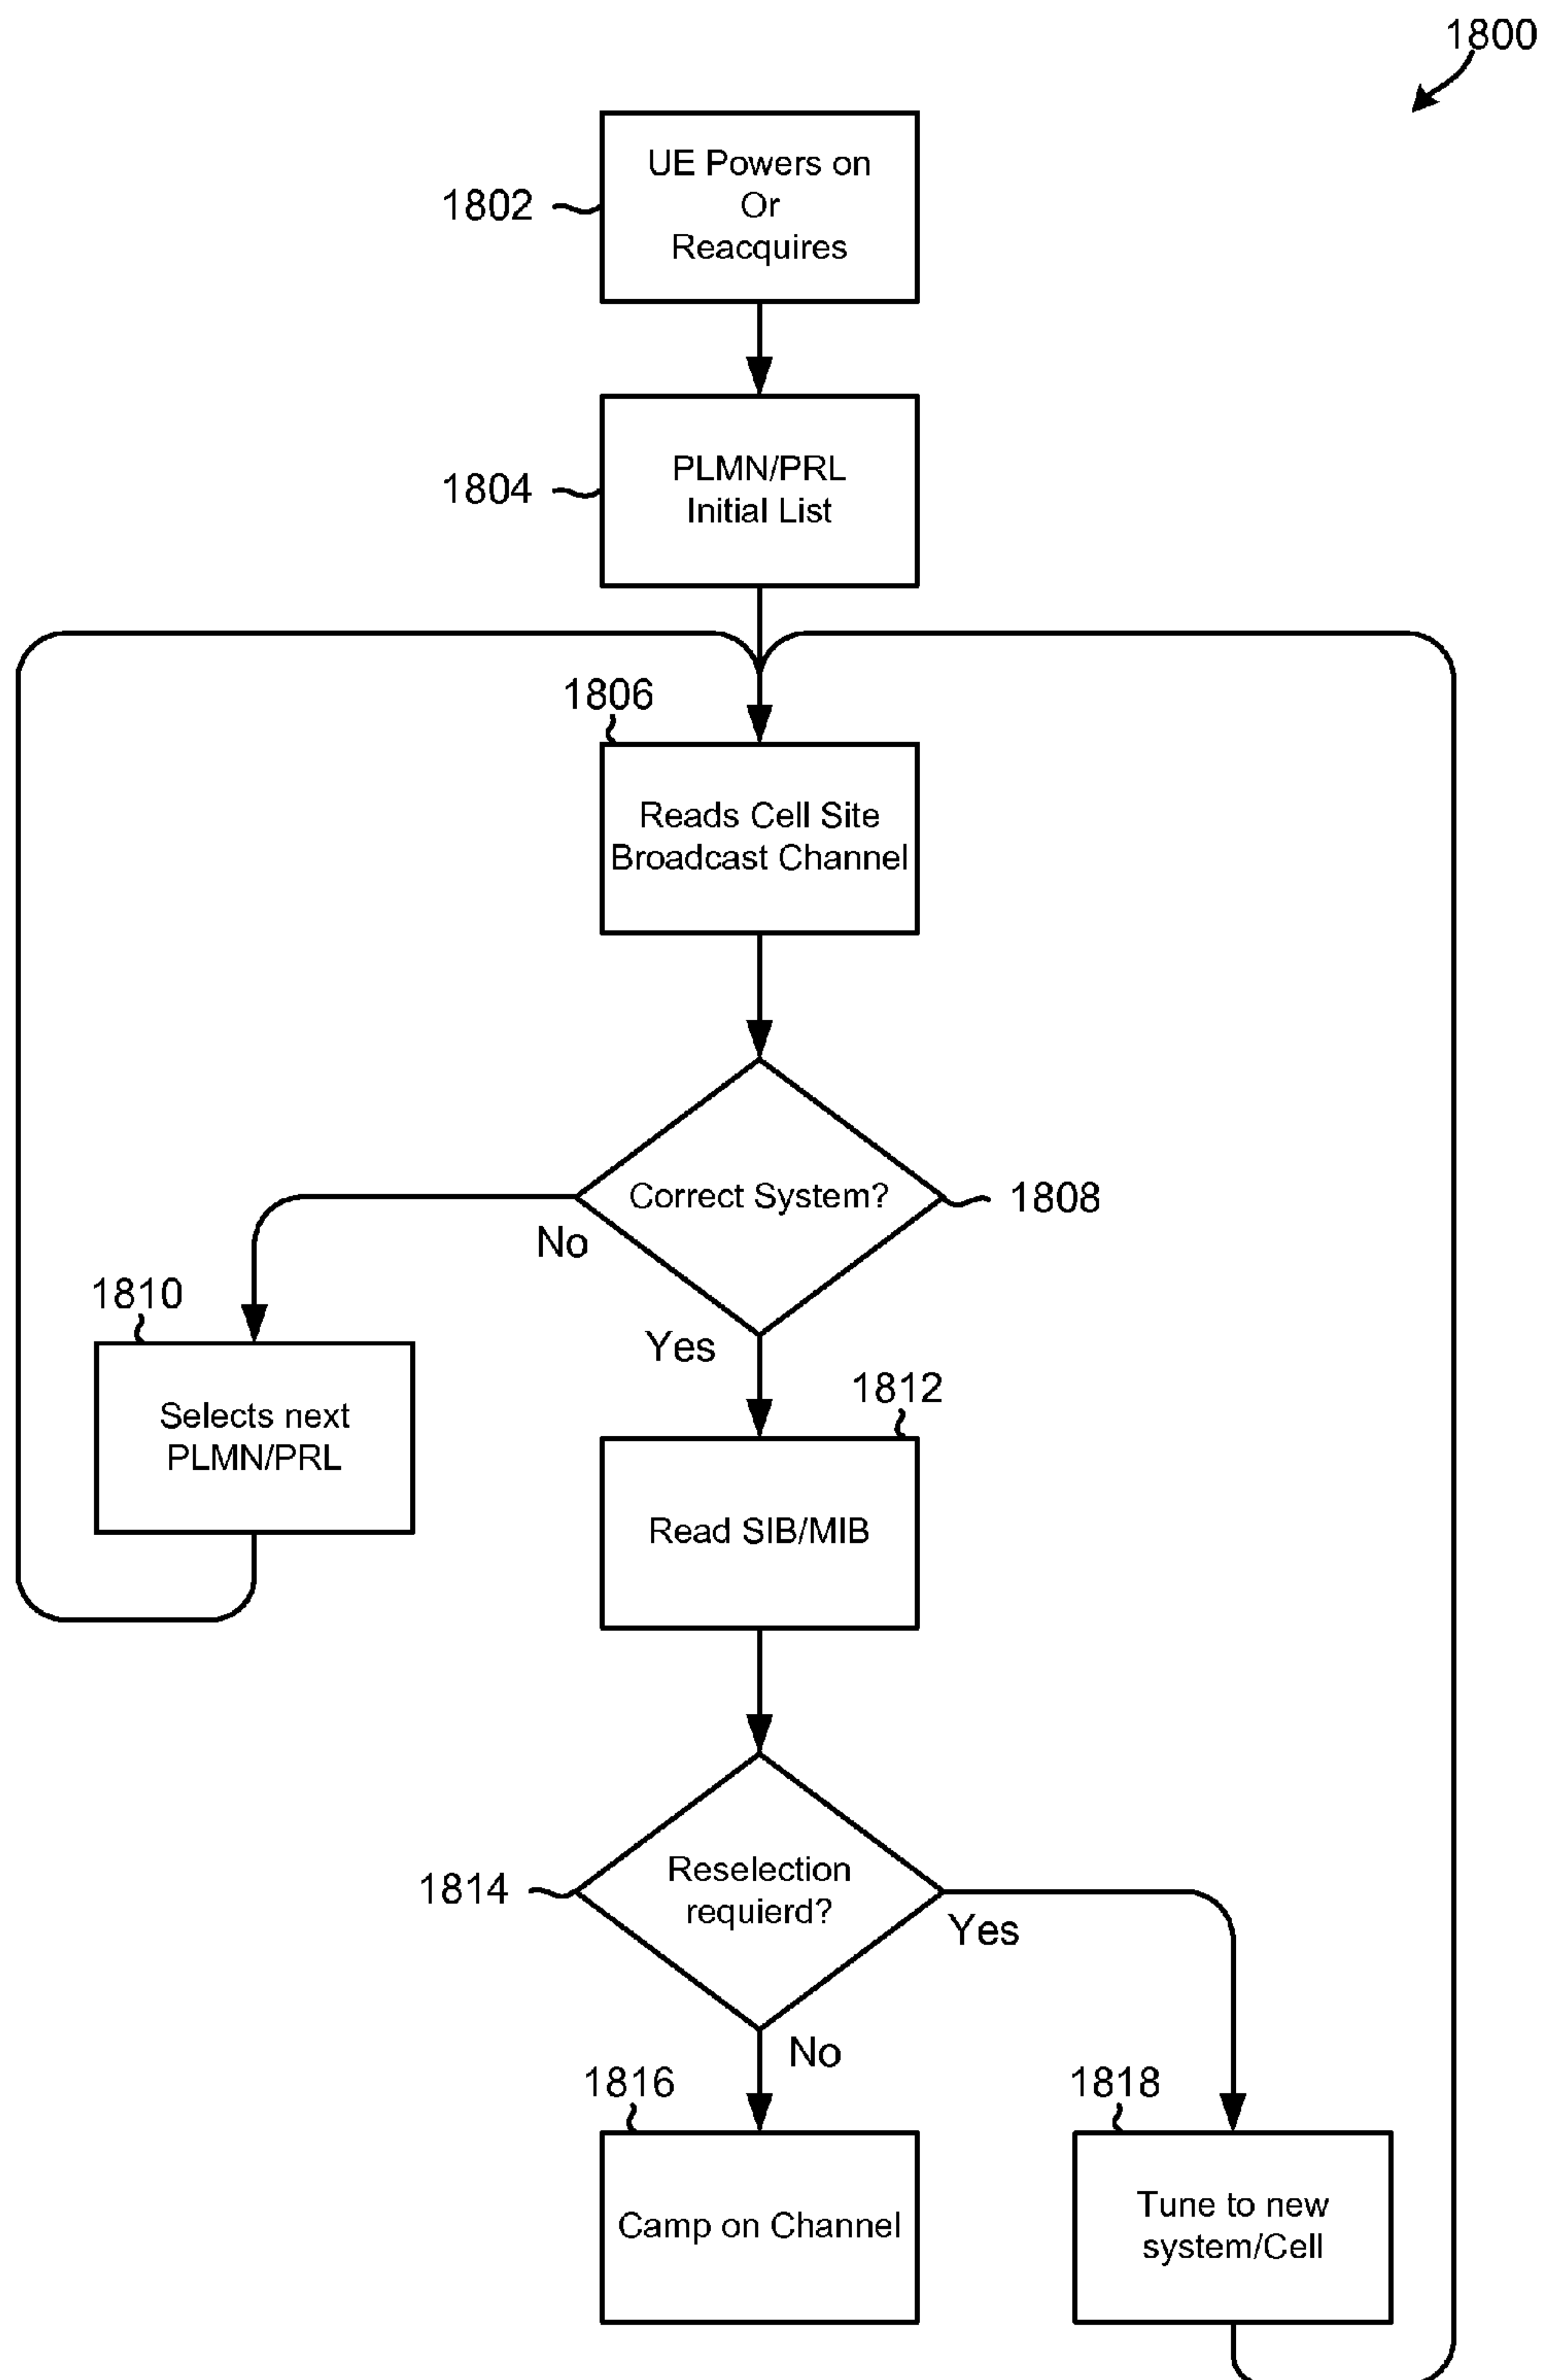 1800
UE Powers on
Or
Reacquires
1802
PLMN/PRL
Initial List
1804
1806
Reads Cell Site
Broadcast Channel
Correct System?
1808
No
Yes
1810
Selects next
PLMN/PRL
1812
Read SIB/MIB
1814
Reselection
requierd?
Yes
No
1816
Camp on Channel
1818
Tune to new
system/Cell